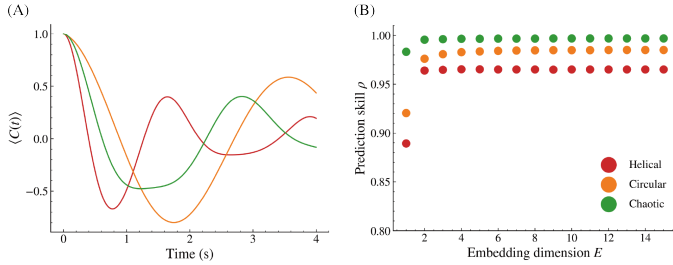 (A)
1.0
0.5
0.0
−0.5
⟨C(t)⟩
0
1
2
3
4
Time (s)
(B)
1.00
0.95
0.90
0.85
0.80
Prediction skill ρ
2
4
6
8
10
12
14
Embedding dimension E
Helical
Circular
Chaotic